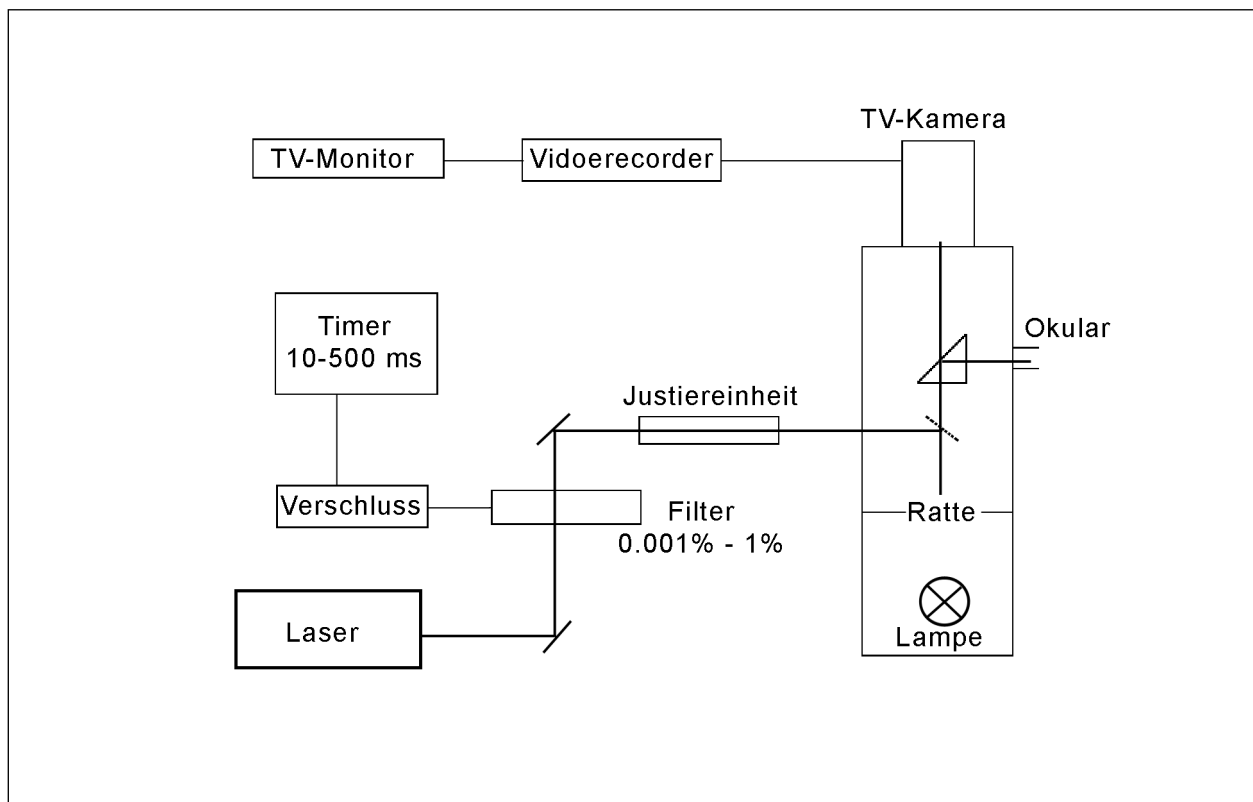 TV-Kamera
TV-Monitor
Vidoerecorder
Timer
10-500 ms
Okular
Justiereinheit
Verschluss
Filter
0.001% - 1%
Ratte
Laser
Lampe